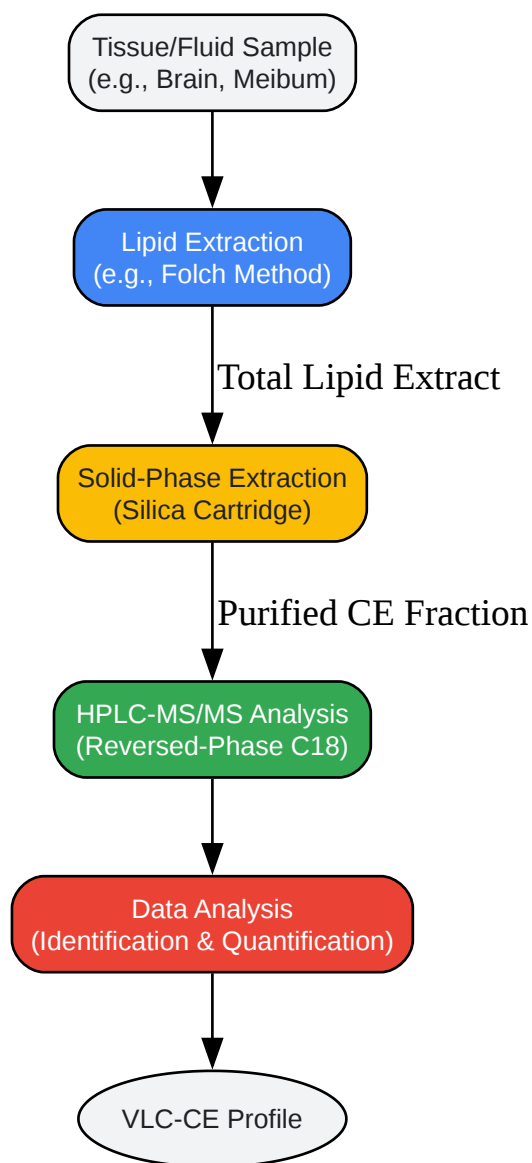 Tissue/Fluid Sample
(e.g., Brain, Meibum)
Lipid Extraction
(e.g., Folch Method)
Total Lipid Extract
Solid-Phase Extraction
(Silica Cartridge)
Purified CE Fraction
HPLC-MS/MS Analysis
(Reversed-Phase C18)
Data Analysis
(Identification & Quantification)
VLC-CE Profile